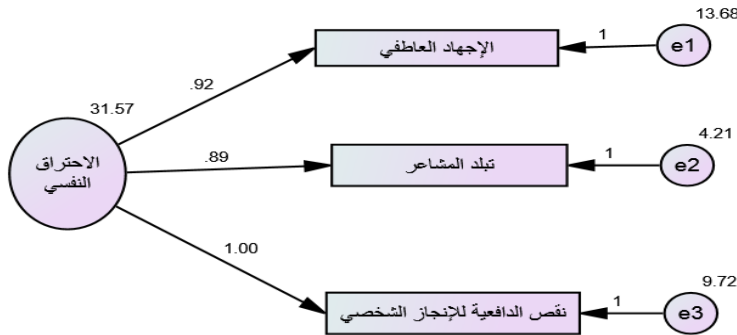 13.68
الإجهاد العاطفي
1
e1
.92
31.57
4.21
الاحتراق
النفسي
.89
تبلد المشاعر
1
e2
1.00
9.72
نقص الدافعية للإنجاز الشخصي
1
e3